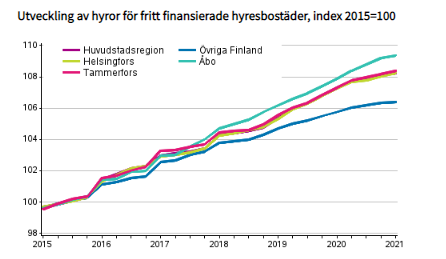 Utveckling av hyror för fritt finansierade hyresbostäder, index 2015=100
110
108
106
104
102
100
98
Huvudstadsregion
Helsingfors
Tammerfors
Övriga Finland
Åbo
2015 2016 2017 2018 2019 2020 2021